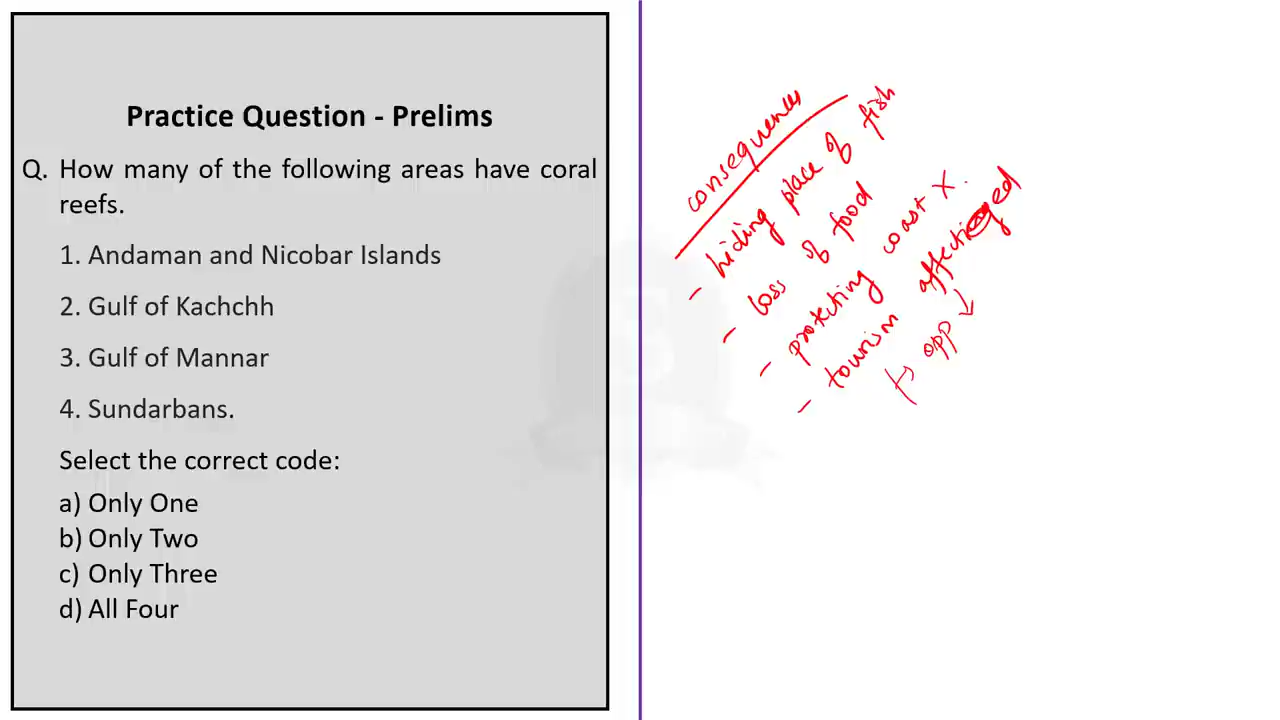 Practice Question - Prelims
Q. How many of the following areas have coral
reefs.
1. Andaman and Nicobar Islands
2. Gulf of Kachchh
3. Gulf of Mannar
4. Sundarbans.
Select the correct code:
a) Only One
b) Only Two
c) Only Three
d) All Four
consequences
- hiding place of fish
- loss of food
- protecting coast X.
- tourism
opp